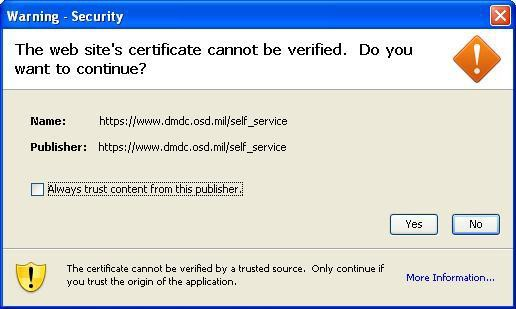 Warning - Security
The web site's certificate cannot be verified. Do you
want to continue?
Name: https://www.dmdc.osd.mil/self_service
Publisher: https://www.dmdc.osd.mil/self_service
Always trust content from this publisher.
Yes No
The certificate cannot be verified by a trusted source. Only continue if
you trust the origin of the application.
More Information...